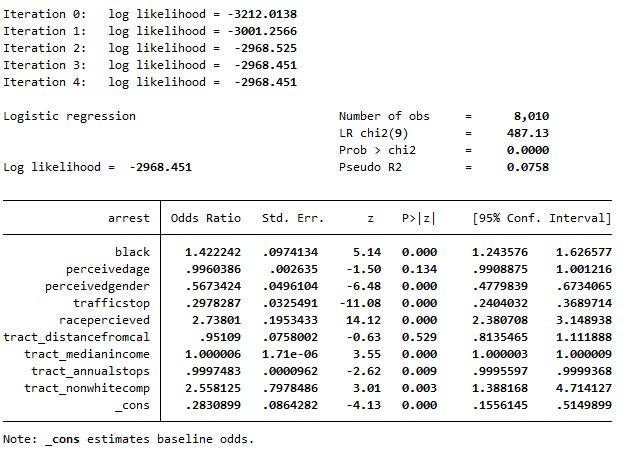 Iteration 0:   log likelihood = -3212.0138
Iteration 1:   log likelihood = -3001.2566
Iteration 2:   log likelihood =  -2968.525
Iteration 3:   log likelihood =  -2968.451
Iteration 4:   log likelihood =  -2968.451
Logistic regression                             Number of obs     =      8,010
                                                LR chi2(9)        =     487.13
                                                Prob > chi2       =     0.0000
Log likelihood =  -2968.451                     Pseudo R2         =     0.0758
arrest | Odds Ratio   Std. Err.      z    P>|z|     [95% Conf. Interval]
black | 1.422242   .0974134     5.14   0.000     1.243576    1.626577
perceivedage | .9960386    .002635    -1.50   0.134     .9908875    1.001216
perceivedgender | .5673424   .0496104    -6.48   0.000     .4779839    .6734065
trafficstop | .2978287   .0325491   -11.08   0.000     .2404032    .3689714
racepercieved | 2.73801   .1953433    14.12   0.000     2.380708    3.148938
tract_distancefromcal | .95109   .0758002    -0.63   0.529     .8135465    1.111888
tract_medianincome | 1.000006   1.71e-06     3.55   0.000     1.000003    1.000009
tract_annualstops | .9997483   .0000962    -2.62   0.009     .9995597    .9999368
tract_nonwhitecomp | 2.558125   .7978486     3.01   0.003     1.388168    4.714127
_cons | .2830899   .0864282    -4.13   0.000     .1556145    .5149899
Note: _cons estimates baseline odds.